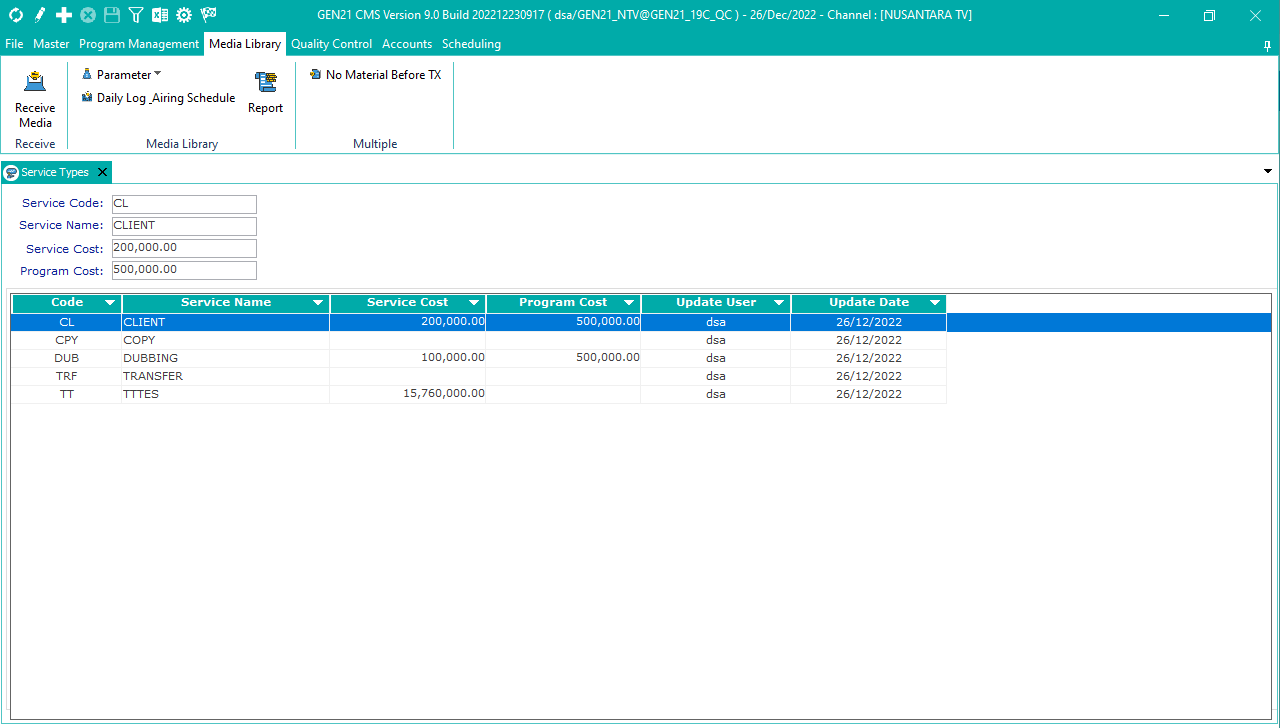 GEN21 CMS Version 9.0 Build 202212230917 ( dsa/GEN21_NTV@GEN21_19C_QC ) - 26/Dec/2022 - Channel : [NUSANTARA TV]
File Master Program Management Media Library Quality Control Accounts Scheduling
Receive Media
Receive
Parameter
Daily Log _Airing Schedule
Report
Media Library
No Material Before TX
Multiple
Service Types
Service Code: CL
Service Name: CLIENT
Service Cost: 200,000.00
Program Cost: 500,000.00
Code Service Name Service Cost Program Cost Update User Update Date
CL CLIENT 200,000.00 500,000.00 dsa 26/12/2022
CPY COPY dsa 26/12/2022
DUB DUBBING 100,000.00 500,000.00 dsa 26/12/2022
TRF TRANSFER dsa 26/12/2022
TT TTTES 15,760,000.00 dsa 26/12/2022